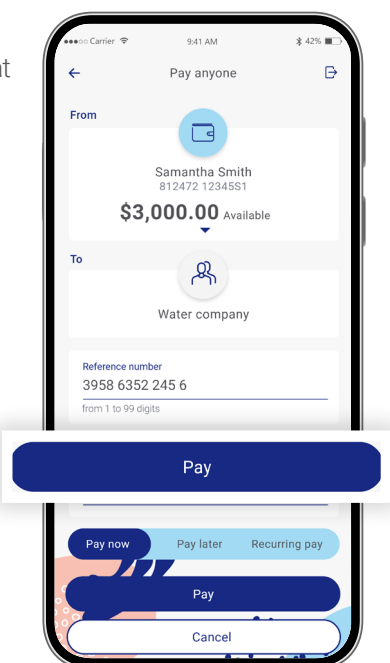 at
Carrier 9:41 AM 42%
Pay anyone
From
Samantha Smith
812472 12345S1
$3,000.00 Available
To
Water company
Reference number
3958 6352 245 6
from 1 to 99 digits
Pay
Pay now Pay later Recurring pay
Pay
Cancel